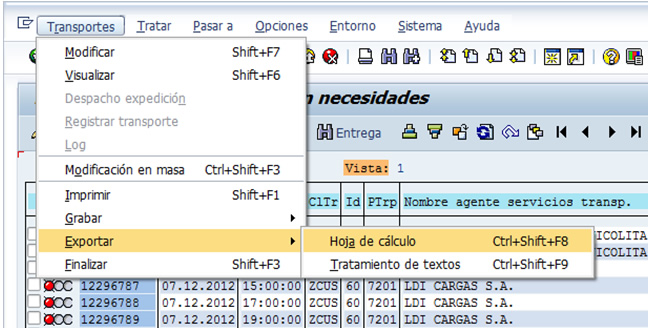 Transportes Tratar Pasar a Opciones Entorno Sistema Ayuda
Modificar Shift+F7
Visualizar Shift+F6
Despacho expedición
n necesidades
Registrar transporte
Log
Entrega
Modificación en masa Ctrl+Shift+F3
Vista: 1
Imprimir Shift+F1
ClTr Id PTrp Nombre agente servicios transp.
Grabar
ICOLITA
Exportar
Hoja de cálculo Ctrl+Shift+F8
ICOLITA
Finalizar Shift+F3
Tratamiento de textos Ctrl+Shift+F9
12296787 07.12.2012 15:00:00 ZCUS 60 7201 LDI CARGAS S.A.
12296788 07.12.2012 17:00:00 ZCUS 60 7201 LDI CARGAS S.A.
12296789 07.12.2012 19:00:00 ZCUS 60 7201 LDI CARGAS S.A.